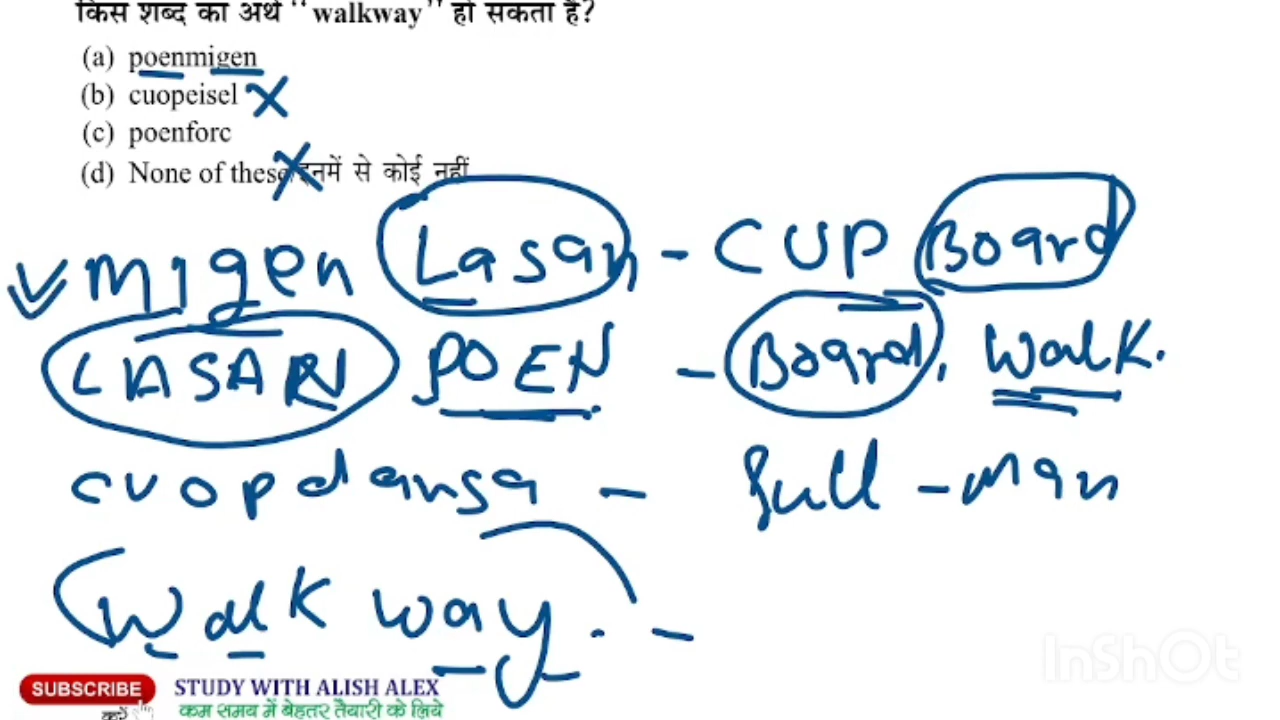 किस शब्द का अर्थ "walkway" हो सकता है?
(a) poenmigen
(b) cuopeisel
(c) poenforc
(d) None of these/इनमें से कोई नहीं
migen Lasan - CUP Board
LASAN POEN - Board, Walk.
cuopdansa - full - man
Walk way. -
SUBSCRIBE STUDY WITH ALISH ALEX
करें कम समय में बेहतर तैयारी के लिये
InShOt